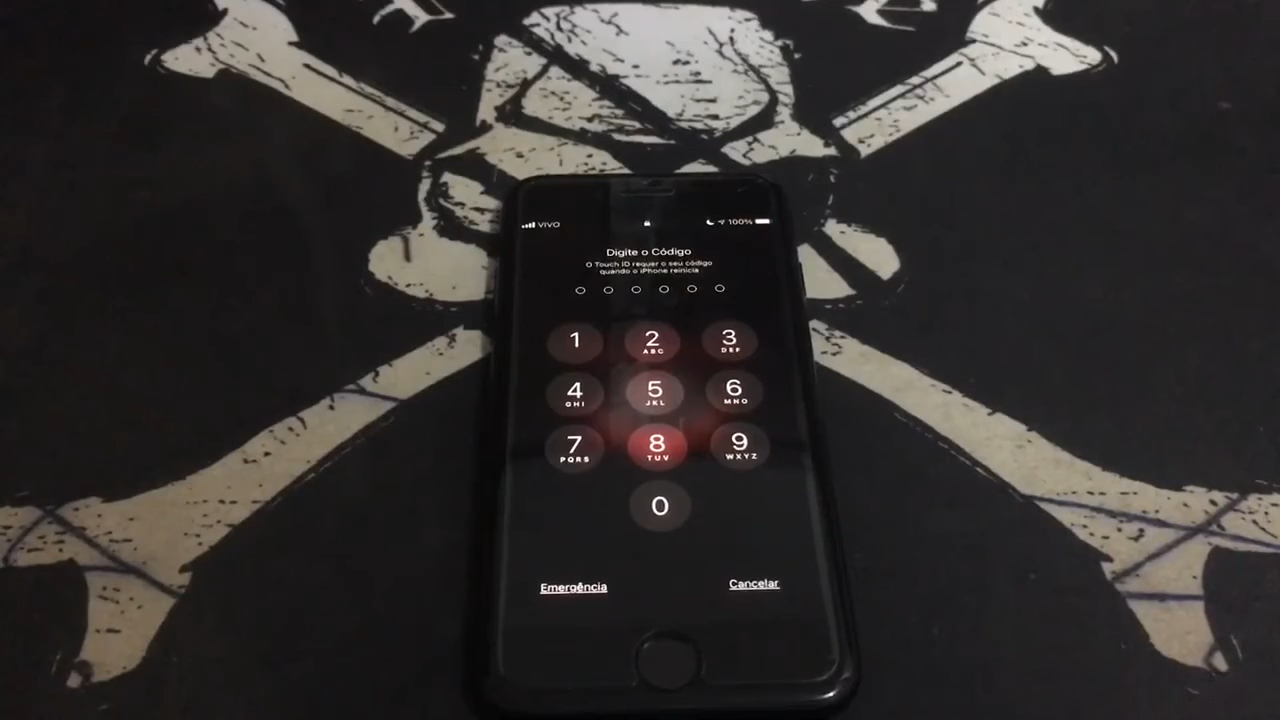 VIVO 100%
Digite o Código
O Touch ID requer o seu código
quando o iPhone reinicia
1 2 3
ABC DEF
4 5 6
GHI JKL MNO
7 8 9
PQRS TUV WXYZ
0
Emergência Cancelar